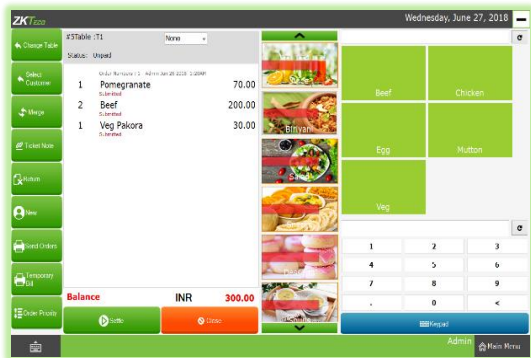 ZKTeco
Wednesday, June 27, 2018
Change Table
#5Table :T1
None
Status: Unpaid
Select
Customer
1 Pomegranate 70.00
Submitted
2 Beef 200.00
Submitted
1 Veg Pakora 30.00
Submitted
Merge
Ticket Note
Return
New
Send Orders
Temporary
Bill
Order Priority
Balance INR 300.00
Settle
Close
Biriyani
Salad
Beef
Chicken
Egg
Mutton
Veg
1 2 3
4 5 6
7 8 9
. 0 <
Keypad
Admin
Main Menu